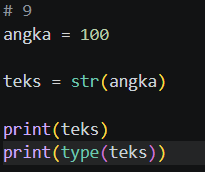 # 9
angka = 100
teks = str(angka)
print(teks)
print(type(teks))